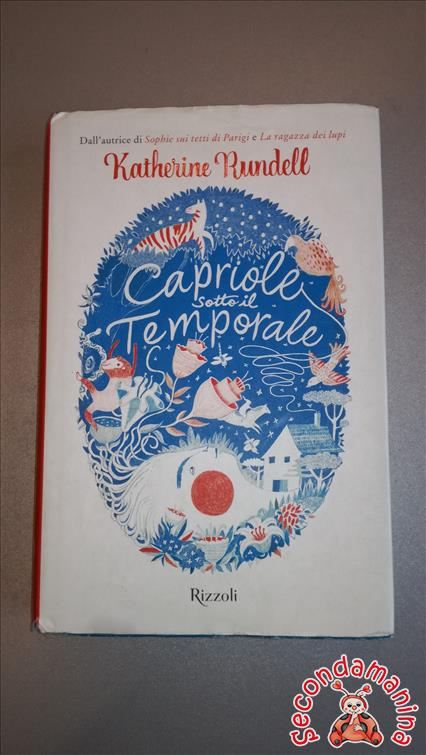 Dall'autrice di Sophie sui tetti di Parigi e La ragazza dei lupi
Katherine Rundell
Capriole
sotto il
Temporale
Rizzoli
secondamanina